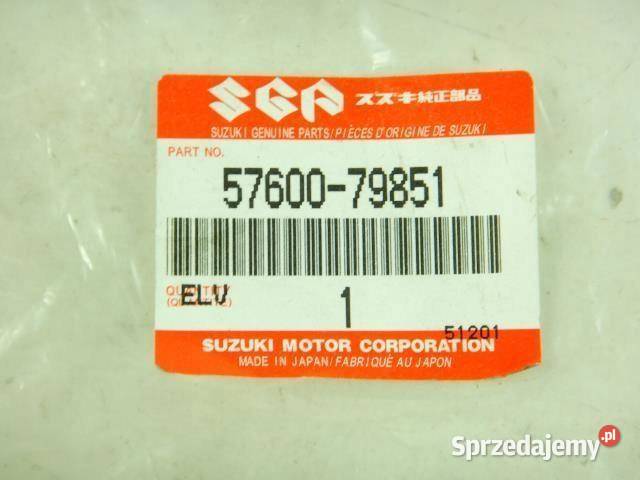 SGP スズキ純正部品
SUZUKI GENUINE PARTS/PIÈCES D'ORIGINE DE SUZUKI
PART NO.
57600-79851
QUANTITY
ELV
1
51201
SUZUKI MOTOR CORPORATION
MADE IN JAPAN/FABRIQUÉ AU JAPON
Sprzedajemy.pl